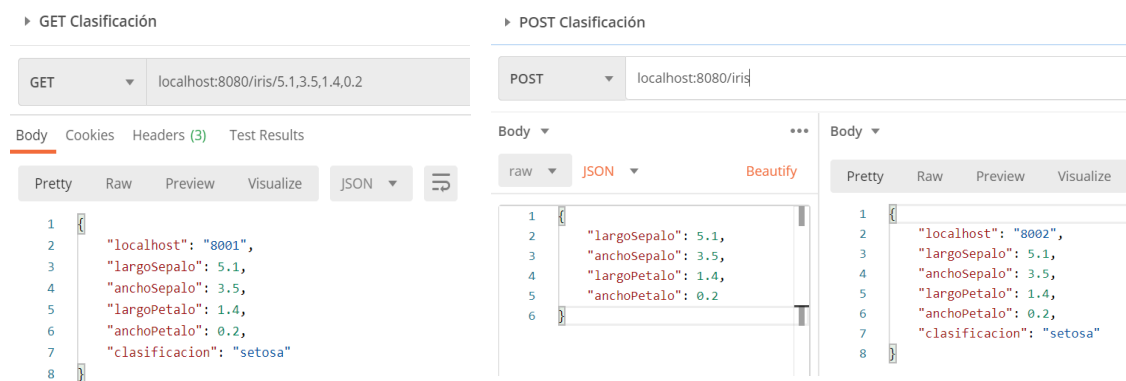 GET Clasificación
GET
localhost:8080/iris/5.1,3.5,1.4,0.2
Body Cookies Headers (3) Test Results
Pretty Raw Preview Visualize JSON
1 {
2 "localhost": "8001",
3 "largoSepalo": 5.1,
4 "anchoSepalo": 3.5,
5 "largoPetalo": 1.4,
6 "anchoPetalo": 0.2,
7 "clasificacion": "setosa"
8 }
POST Clasificación
POST
localhost:8080/iris
Body
raw JSON Beautify
1 {
2 "largoSepalo": 5.1,
3 "anchoSepalo": 3.5,
4 "largoPetalo": 1.4,
5 "anchoPetalo": 0.2
6 }
Body
Pretty Raw Preview Visualize
1 {
2 "localhost": "8002",
3 "largoSepalo": 5.1,
4 "anchoSepalo": 3.5,
5 "largoPetalo": 1.4,
6 "anchoPetalo": 0.2,
7 "clasificacion": "setosa"
8 }